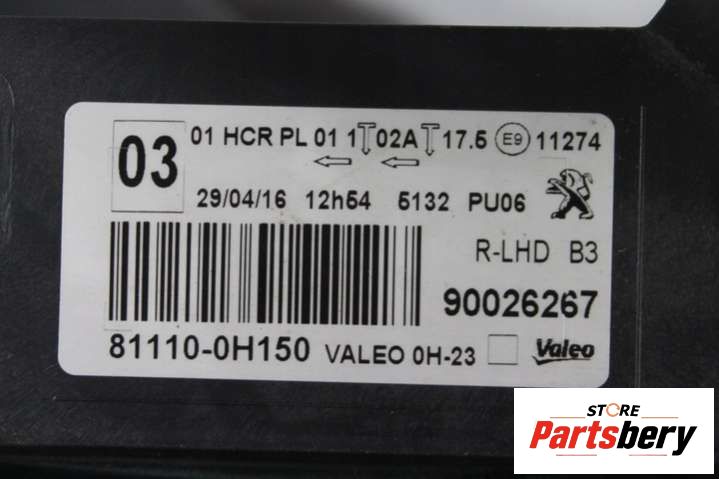 03
01 HCR PL 01 1 02A 17.5 E9 11274
29/04/16 12h54 5132 PU06
R-LHD B3
90026267
81110-0H150 VALEO 0H-23 Valeo
STORE
Partsbery